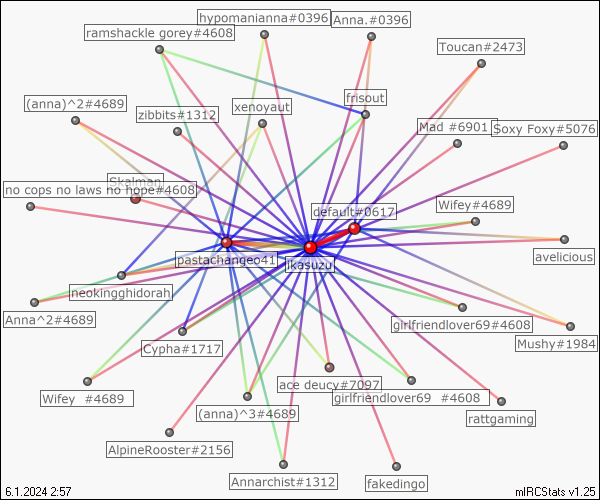 hypomanianna#0396
Anna.#0396
ramshackle gorey#4608
Toucan#2473
(anna)^2#4689
zibbits#1312
xenoyaut
frisout
Mad #6901
Soxy Foxy#5076
Skalman
no cops no laws no hope#4608
default#0617
Wifey#4689
pastachangeo41
jkasuzu
avelicious
neokingghidorah
Anna^2#4689
girlfriendlover69#4608
Mushy#1984
Cypha#1717
ace deucy#7097
Wifey #4689
(anna)^3#4689
girlfriendlover69 #4608
rattgaming
AlpineRooster#2156
Annarchist#1312
fakedingo
6.1.2024 2:57
mIRCStats v1.25